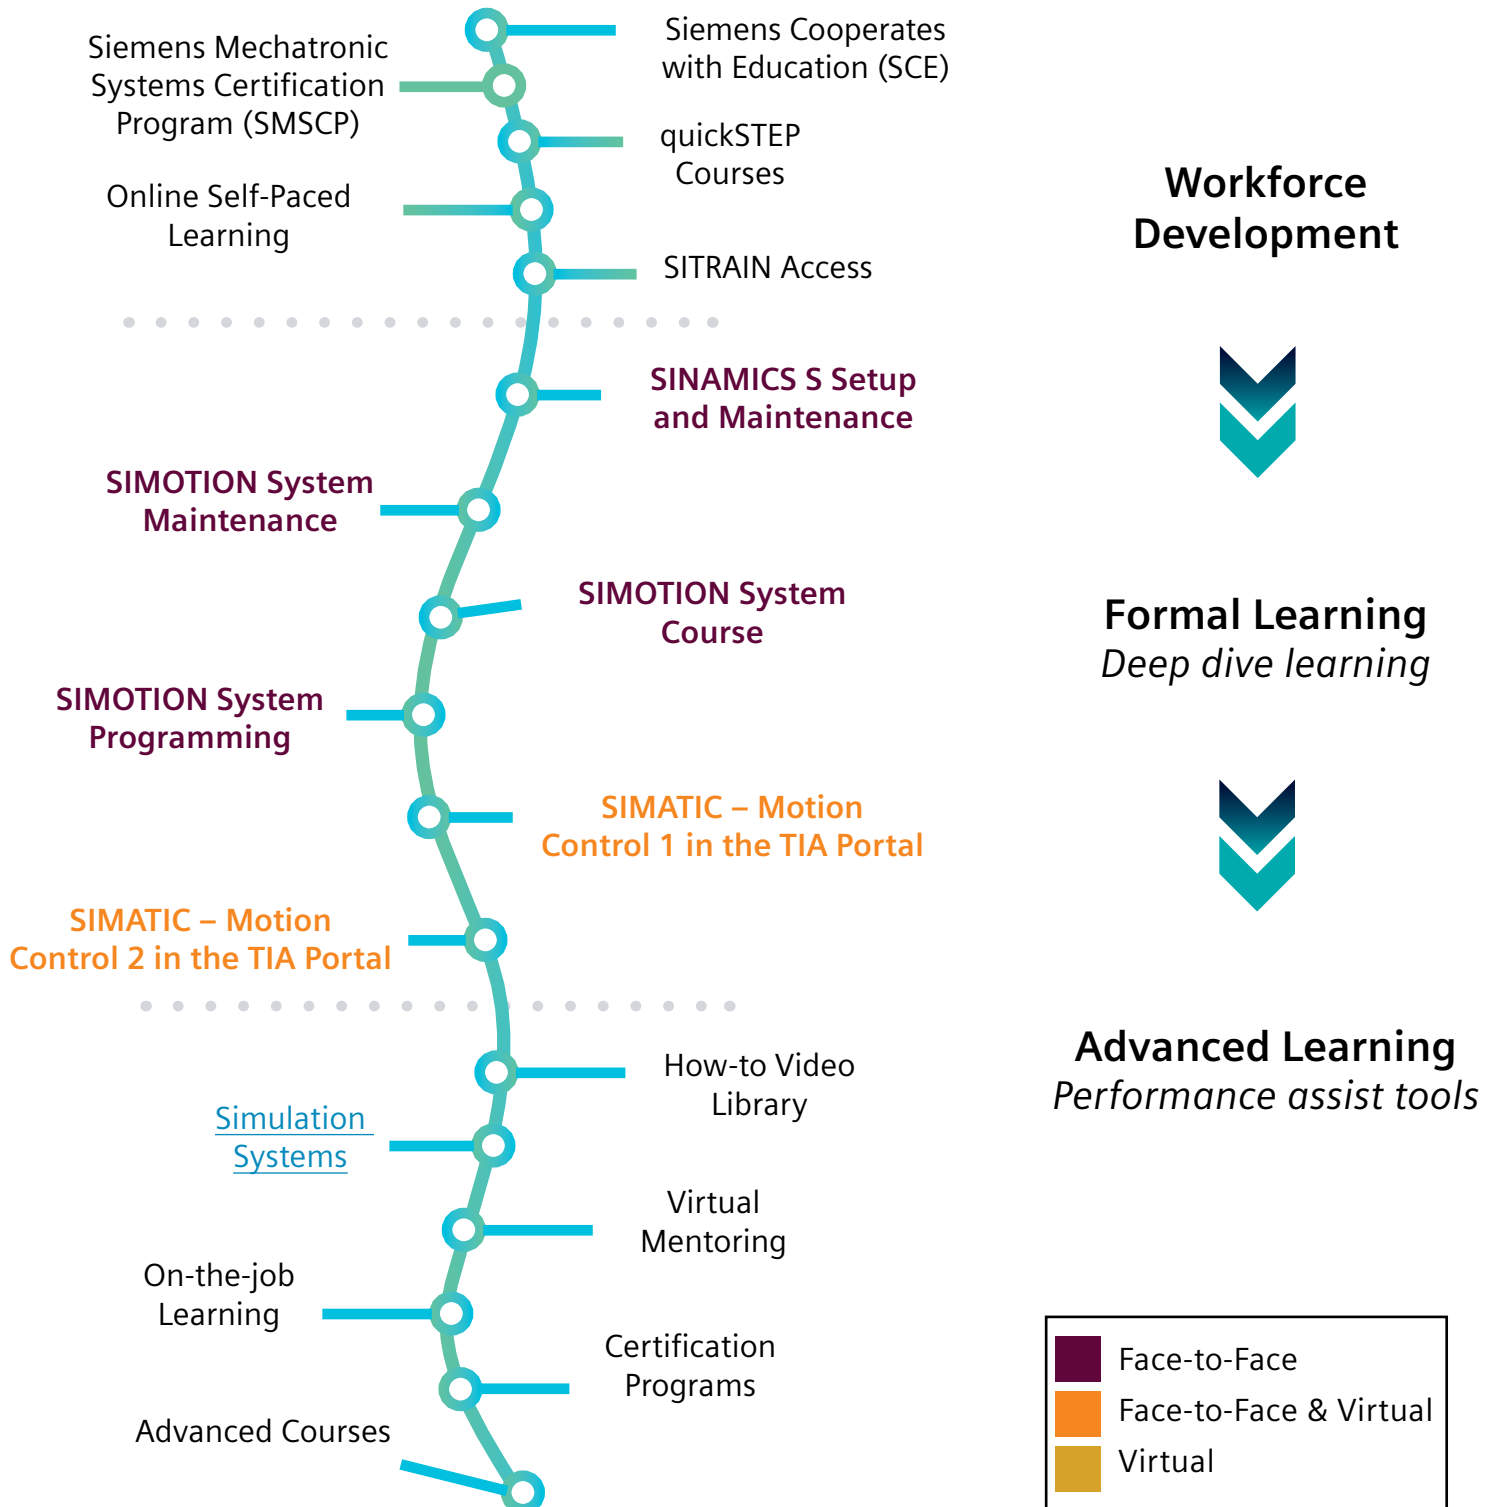 Siemens Cooperates
with Education (SCE)
Siemens Mechatronic
Systems Certification
Program (SMSCP)
quickSTEP
Courses
Online Self-Paced
Learning
SITRAIN Access
Workforce
Development
SINAMICS S Setup
and Maintenance
SIMOTION System
Maintenance
SIMOTION System
Course
Formal Learning
Deep dive learning
SIMOTION System
Programming
SIMATIC – Motion
Control 1 in the TIA Portal
SIMATIC – Motion
Control 2 in the TIA Portal
How-to Video
Library
Advanced Learning
Performance assist tools
Simulation
Systems
Virtual
Mentoring
On-the-job
Learning
Certification
Programs
Advanced Courses
Face-to-Face
Face-to-Face & Virtual
Virtual